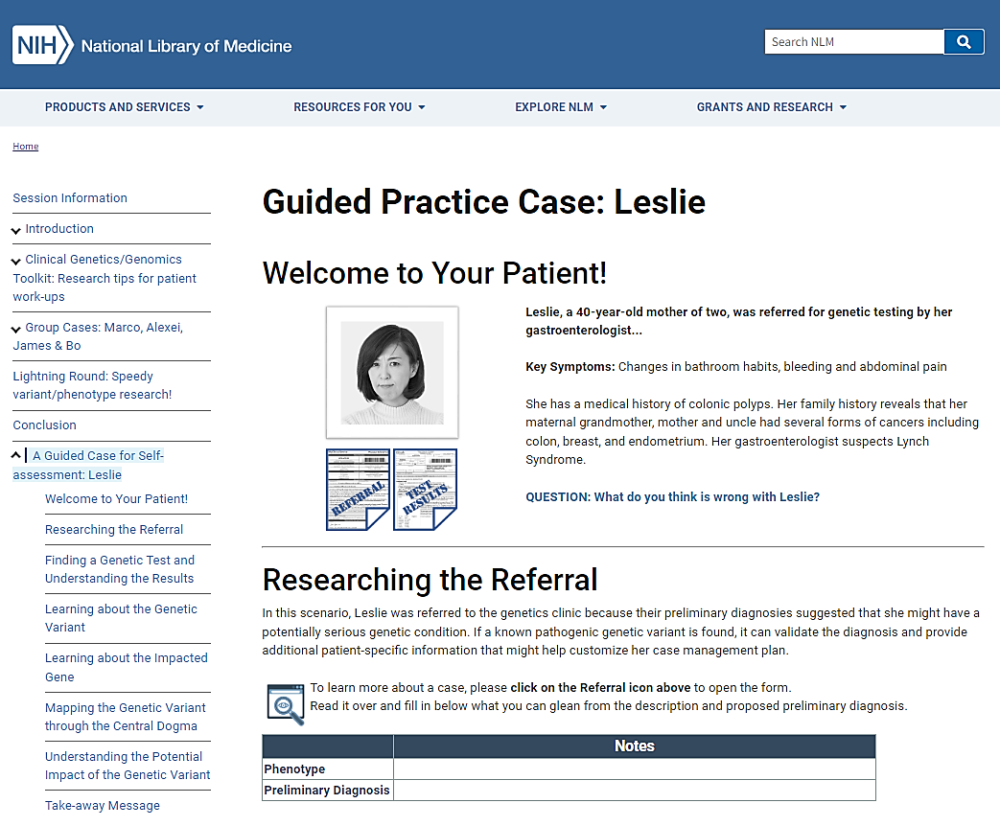 NIH National Library of Medicine
Search NLM
PRODUCTS AND SERVICES
RESOURCES FOR YOU
EXPLORE NLM
GRANTS AND RESEARCH
Home
Session Information
Introduction
Clinical Genetics/Genomics
Toolkit: Research tips for patient
work-ups
Group Cases: Marco, Alexei,
James & Bo
Lightning Round: Speedy
variant/phenotype research!
Conclusion
A Guided Case for Self-
assessment: Leslie
Welcome to Your Patient!
Researching the Referral
Finding a Genetic Test and
Understanding the Results
Learning about the Genetic
Variant
Learning about the Impacted
Gene
Mapping the Genetic Variant
through the Central Dogma
Understanding the Potential
Impact of the Genetic Variant
Take-away Message
Guided Practice Case: Leslie
Welcome to Your Patient!
REFERRAL
TEST
RESULTS
Leslie, a 40-year-old mother of two, was referred for genetic testing by her
gastroenterologist...
Key Symptoms: Changes in bathroom habits, bleeding and abdominal pain
She has a medical history of colonic polyps. Her family history reveals that her
maternal grandmother, mother and uncle had several forms of cancers including
colon, breast, and endometrium. Her gastroenterologist suspects Lynch
Syndrome.
QUESTION: What do you think is wrong with Leslie?
Researching the Referral
In this scenario, Leslie was referred to the genetics clinic because their preliminary diagnosies suggested that she might have a
potentially serious genetic condition. If a known pathogenic genetic variant is found, it can validate the diagnosis and provide
additional patient-specific information that might help customize her case management plan.
To learn more about a case, please click on the Referral icon above to open the form.
Read it over and fill in below what you can glean from the description and proposed preliminary diagnosis.
Notes
Phenotype
Preliminary Diagnosis